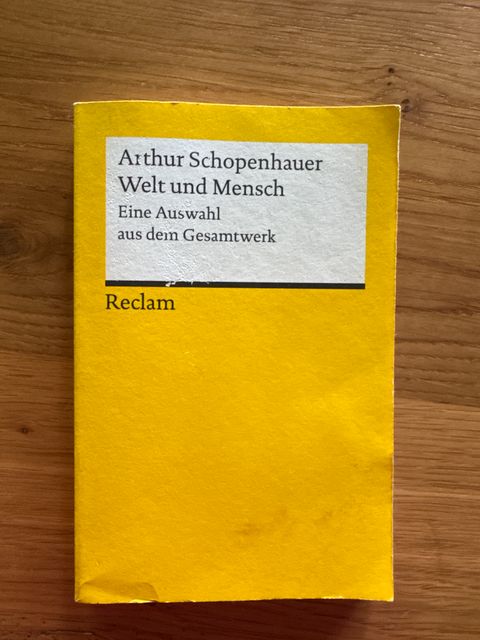 Arthur Schopenhauer
Welt und Mensch
Eine Auswahl
aus dem Gesamtwerk
Reclam